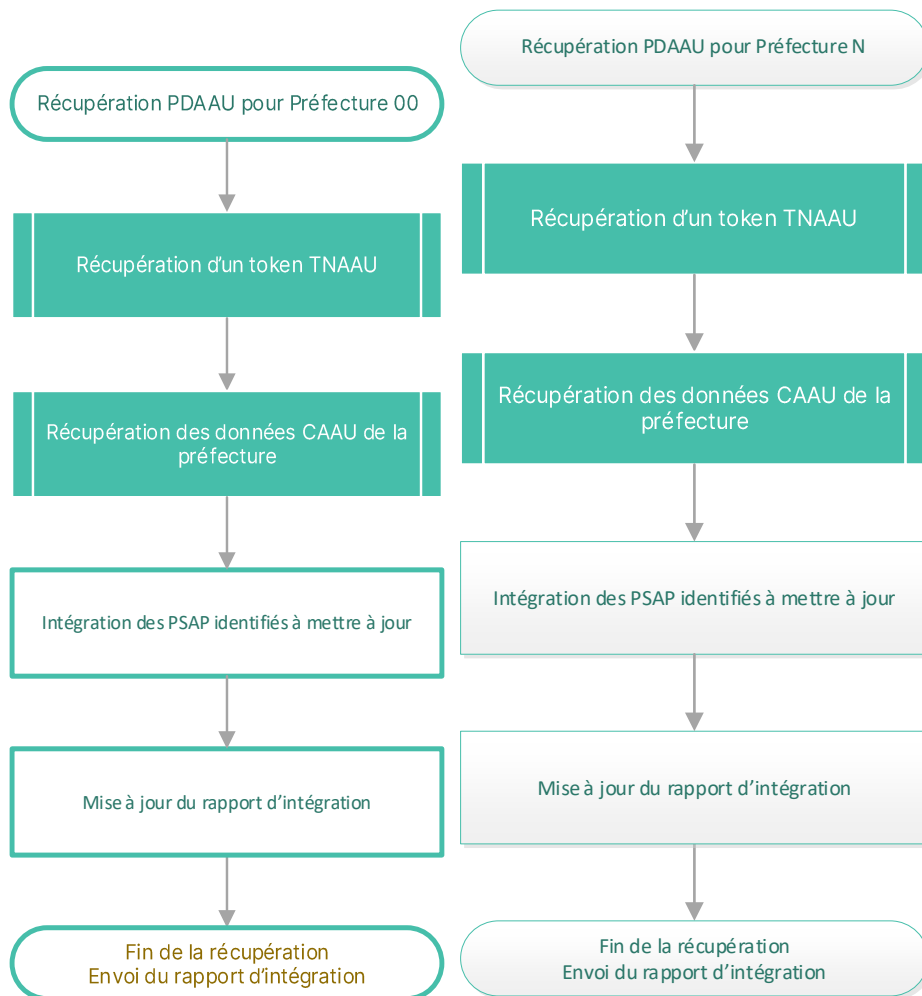 Récupération PDAAU pour Préfecture 00
Récupération d'un token TNAAU
Récupération des données CAAU de la
préfecture
Intégration des PSAP identifiés à mettre à jour
Mise à jour du rapport d'intégration
Fin de la récupération
Envoi du rapport d'intégration
Récupération PDAAU pour Préfecture N
Récupération d'un token TNAAU
Récupération des données CAAU de la
préfecture
Intégration des PSAP identifiés à mettre à jour
Mise à jour du rapport d'intégration
Fin de la récupération
Envoi du rapport d'intégration